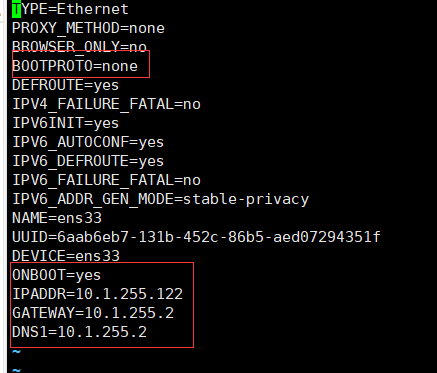 TYPE=Ethernet
PROXY_METHOD=none
BROWSER_ONLY=no
BOOTPROTO=none
DEFROUTE=yes
IPV4_FAILURE_FATAL=no
IPV6INIT=yes
IPV6_AUTOCONF=yes
IPV6_DEFROUTE=yes
IPV6_FAILURE_FATAL=no
IPV6_ADDR_GEN_MODE=stable-privacy
NAME=ens33
UUID=6aab6eb7-131b-452c-86b5-aed07294351f
DEVICE=ens33
ONBOOT=yes
IPADDR=10.1.255.122
GATEWAY=10.1.255.2
DNS1=10.1.255.2
~
~